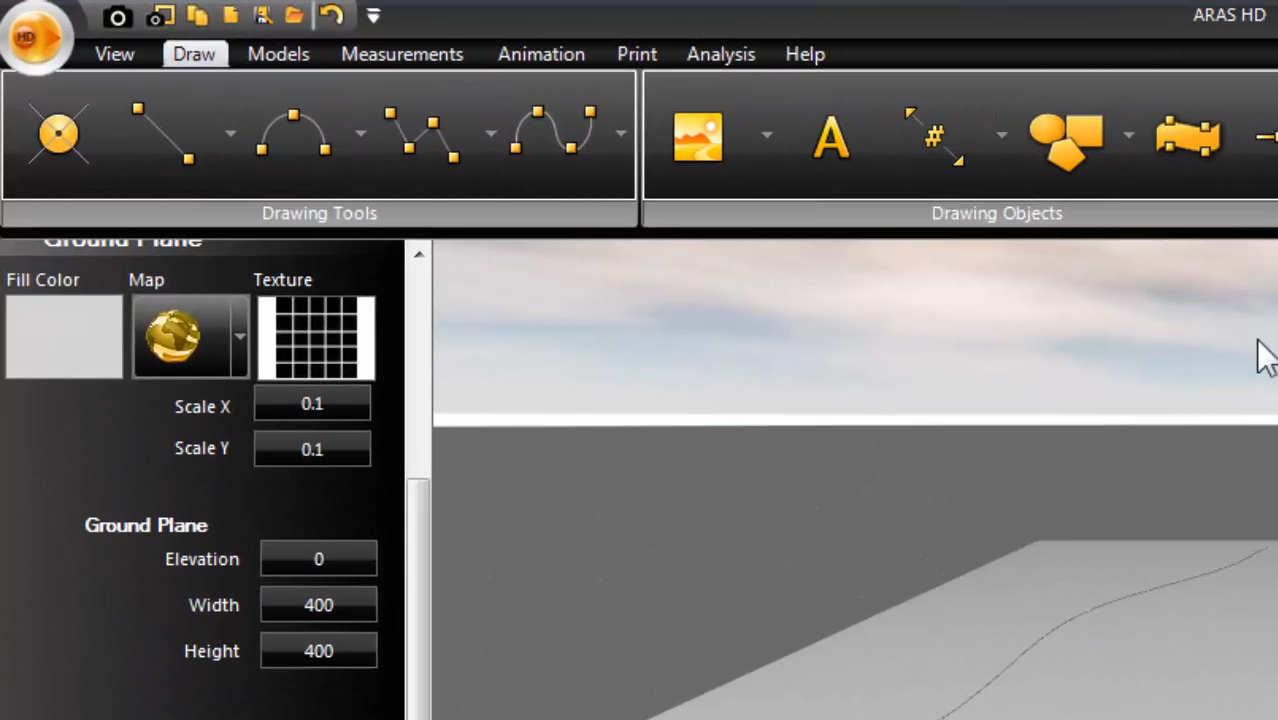 ARAS HD
HD
View Draw Models Measurements Animation Print Analysis Help
A #
Drawing Tools Drawing Objects
Ground Plane
Fill Color Map Texture
Scale X 0.1
Scale Y 0.1
Ground Plane
Elevation 0
Width 400
Height 400